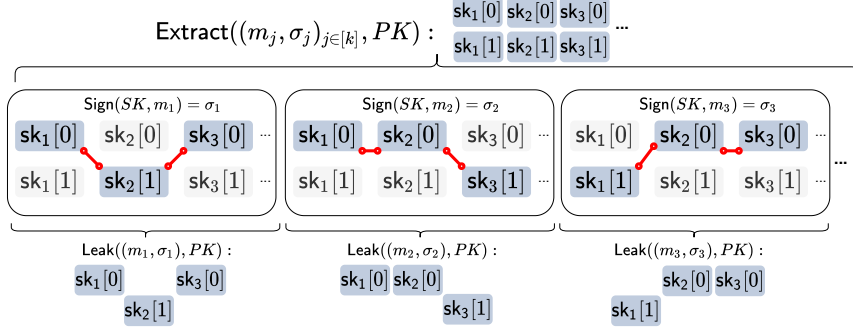 sk₁[0] sk₂[0] sk₃[0]
Extract((m_j, σ_j)_{j∈[k]}, PK) : ...
sk₁[1] sk₂[1] sk₃[1]
Sign(SK, m₁) = σ₁ Sign(SK, m₂) = σ₂ Sign(SK, m₃) = σ₃
sk₁[0] sk₂[0] sk₃[0] ... sk₁[0] sk₂[0] sk₃[0] ... sk₁[0] sk₂[0] sk₃[0] ...
...
sk₁[1] sk₂[1] sk₃[1] ... sk₁[1] sk₂[1] sk₃[1] ... sk₁[1] sk₂[1] sk₃[1] ...
Leak((m₁, σ₁), PK) : Leak((m₂, σ₂), PK) : Leak((m₃, σ₃), PK) :
sk₁[0] sk₃[0] sk₁[0] sk₂[0] sk₂[0] sk₃[0]
sk₂[1] sk₃[1] sk₁[1]